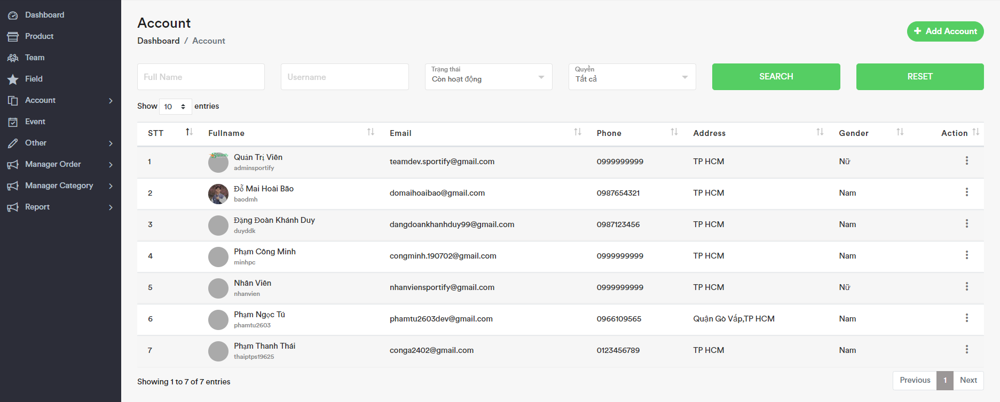 Dashboard
Product
Team
Field
Account
Event
Other
Manager Order
Manager Category
Report
Account
Dashboard / Account
Add Account
Full Name
Username
Trạng thái
Còn hoạt động
Quyền
Tất cả
SEARCH
RESET
Show 10 entries
STT Fullname Email Phone Address Gender Action
1 Quản Trị Viên teamdev.sportify@gmail.com 0999999999 TP HCM Nữ
adminsportify
2 Đỗ Mai Hoài Bão domaihoaibao@gmail.com 0987654321 TP HCM Nam
baodmh
3 Đặng Đoàn Khánh Duy dangdoankhanhduy99@gmail.com 0987123456 TP HCM Nam
duyddk
4 Phạm Công Minh congminh.190702@gmail.com 0999999999 TP HCM Nam
minhpc
5 Nhân Viên nhanviensportify@gmail.com 0999999999 TP HCM Nữ
nhanvien
6 Phạm Ngọc Tú phamtu2603dev@gmail.com 0966109565 Quận Gò Vấp,TP HCM Nam
phamtu2603
7 Phạm Thanh Thái conga2402@gmail.com 0123456789 TP HCM Nam
thaiptps19625
Showing 1 to 7 of 7 entries
Previous 1 Next